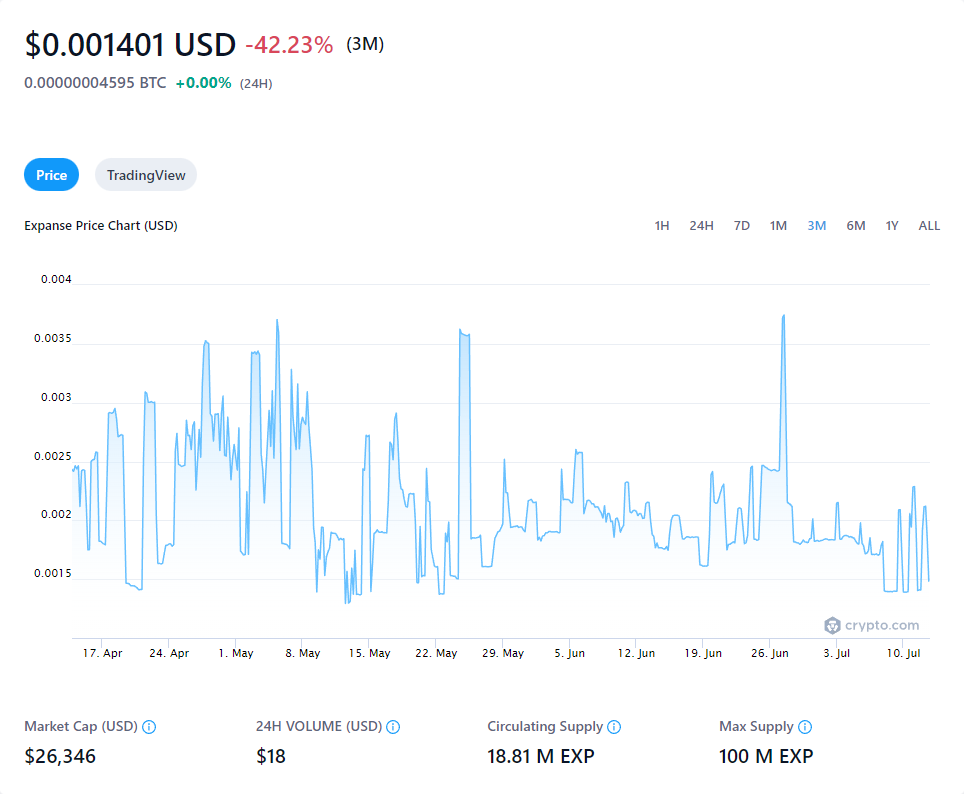 $0.001401 USD -42.23% (3M)
0.00000004595 BTC +0.00% (24H)
Price TradingView
Expanse Price Chart (USD) 1H 24H 7D 1M 3M 6M 1Y ALL
0.004
0.0035
0.003
0.0025
0.002
0.0015
crypto.com
17. Apr 24. Apr 1. May 8. May 15. May 22. May 29. May 5. Jun 12. Jun 19. Jun 26. Jun 3. Jul 10. Jul
Market Cap (USD) 24H VOLUME (USD) Circulating Supply Max Supply
$26,346 $18 18.81 M EXP 100 M EXP